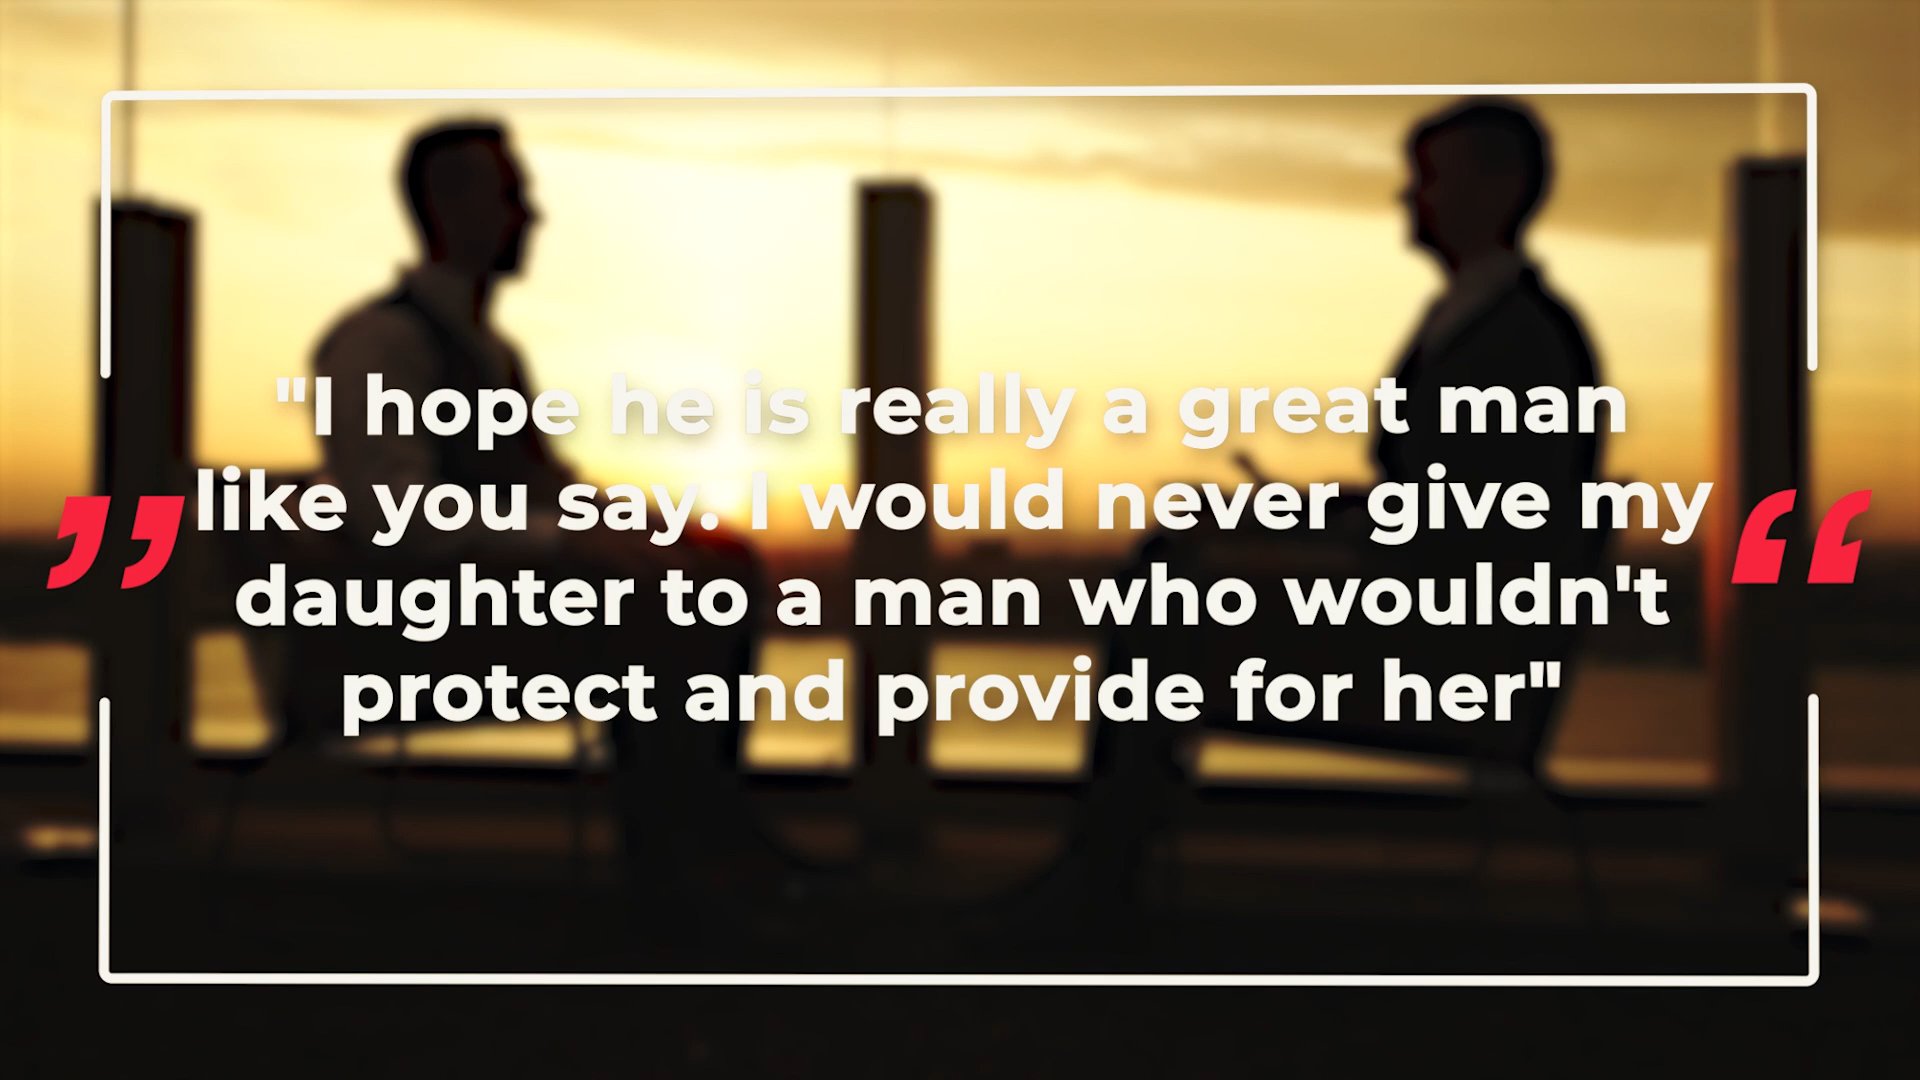 "I hope he is really a great man
like you say. I would never give my
daughter to a man who wouldn't
protect and provide for her"